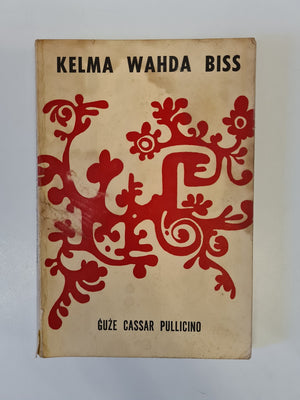 KELMA WAHDA BISS
ĠUŻE CASSAR PULLICINO